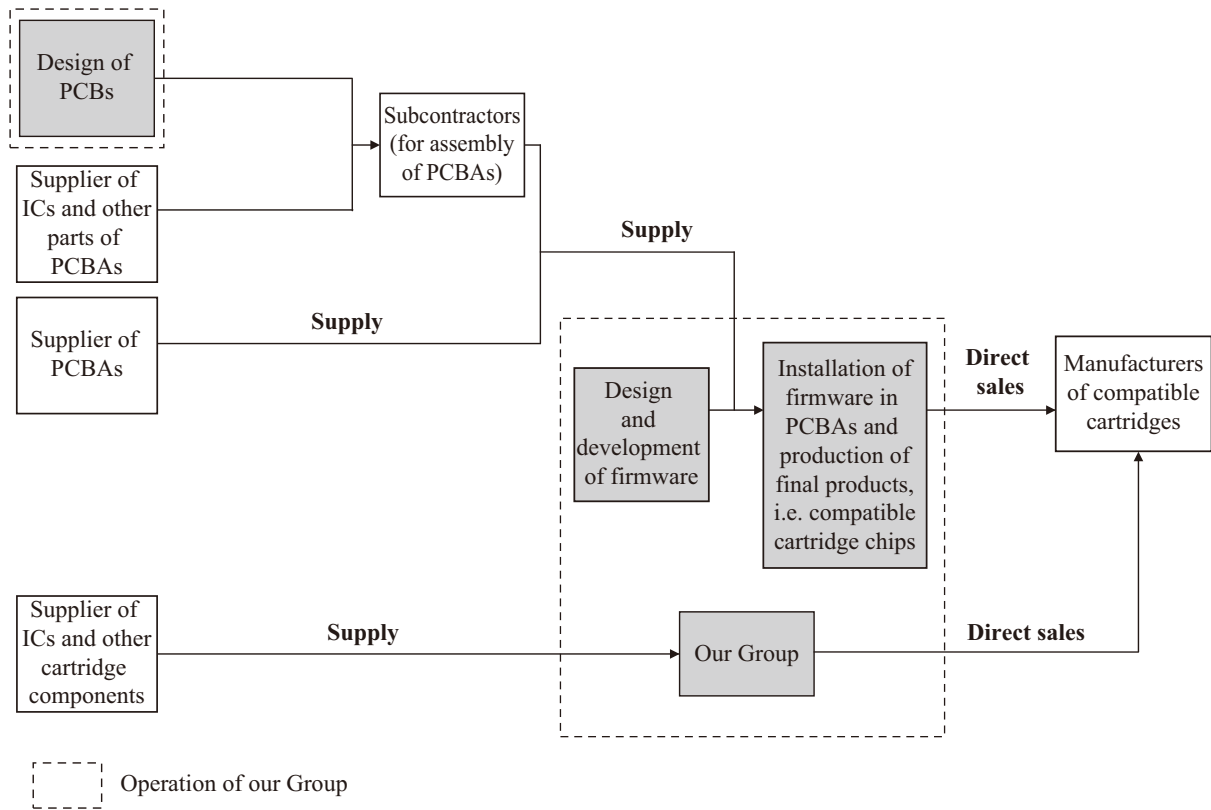 Design of
PCBs
Subcontractors
(for assembly
of PCBAs)
Supplier of
ICs and other
parts of
PCBAs
Supply
Supplier of
PCBAs
Supply
Design
and
development
of firmware
Installation of
firmware in
PCBAs and
production of
final products,
i.e. compatible
cartridge chips
Direct
sales
Manufacturers
of compatible
cartridges
Supplier of
ICs and other
cartridge
components
Supply
Our Group
Direct sales
Operation of our Group